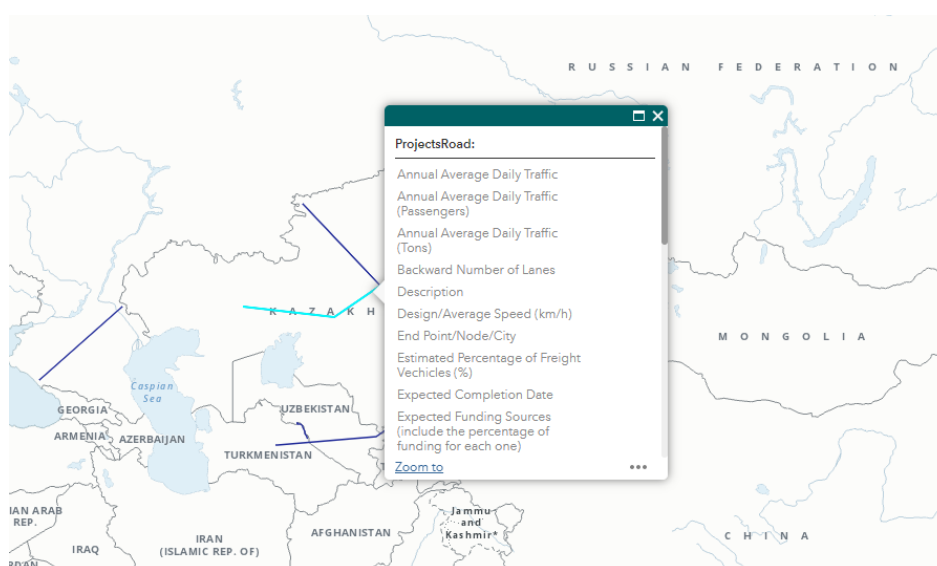 RUSSIAN FEDERATION
ProjectsRoad:
Annual Average Daily Traffic
Annual Average Daily Traffic
(Passengers)
Annual Average Daily Traffic
(Tons)
Backward Number of Lanes
Description
Design/Average Speed (km/h)
End Point/Node/City
Estimated Percentage of Freight
Vechicles (%)
Expected Completion Date
Expected Funding Sources
(include the percentage of
funding for each one)
Zoom to
KAZAKH
MONGOLIA
Caspian
Sea
GEORGIA
UZBEKISTAN
ARMENIA
AZERBAIJAN
TURKMENISTAN
T
IAN ARAB
REP.
IRAQ
IRAN
(ISLAMIC REP. OF)
AFGHANISTAN
Jammu
and
Kashmir*
CHINA